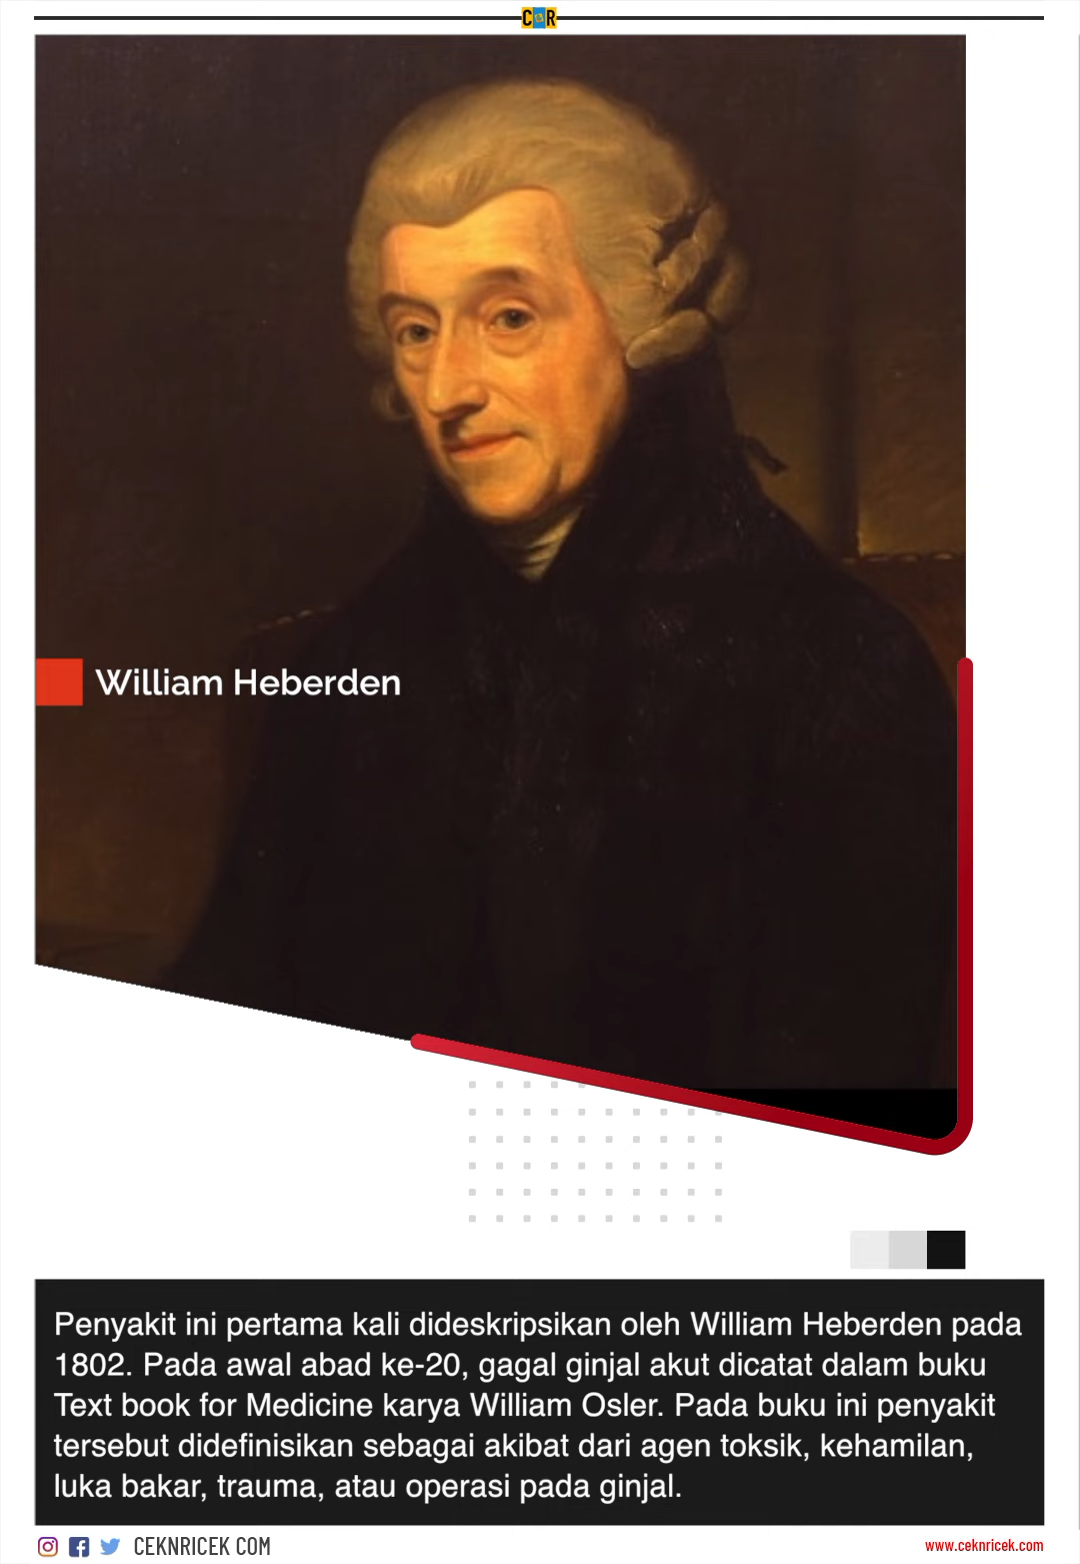 C R
William Heberden
Penyakit ini pertama kali dideskripsikan oleh William Heberden pada
1802. Pada awal abad ke-20, gagal ginjal akut dicatat dalam buku
Text book for Medicine karya William Osler. Pada buku ini penyakit
tersebut didefinisikan sebagai akibat dari agen toksik, kehamilan,
luka bakar, trauma, atau operasi pada ginjal.
CEKNRICEK COM
www.ceknricek.com